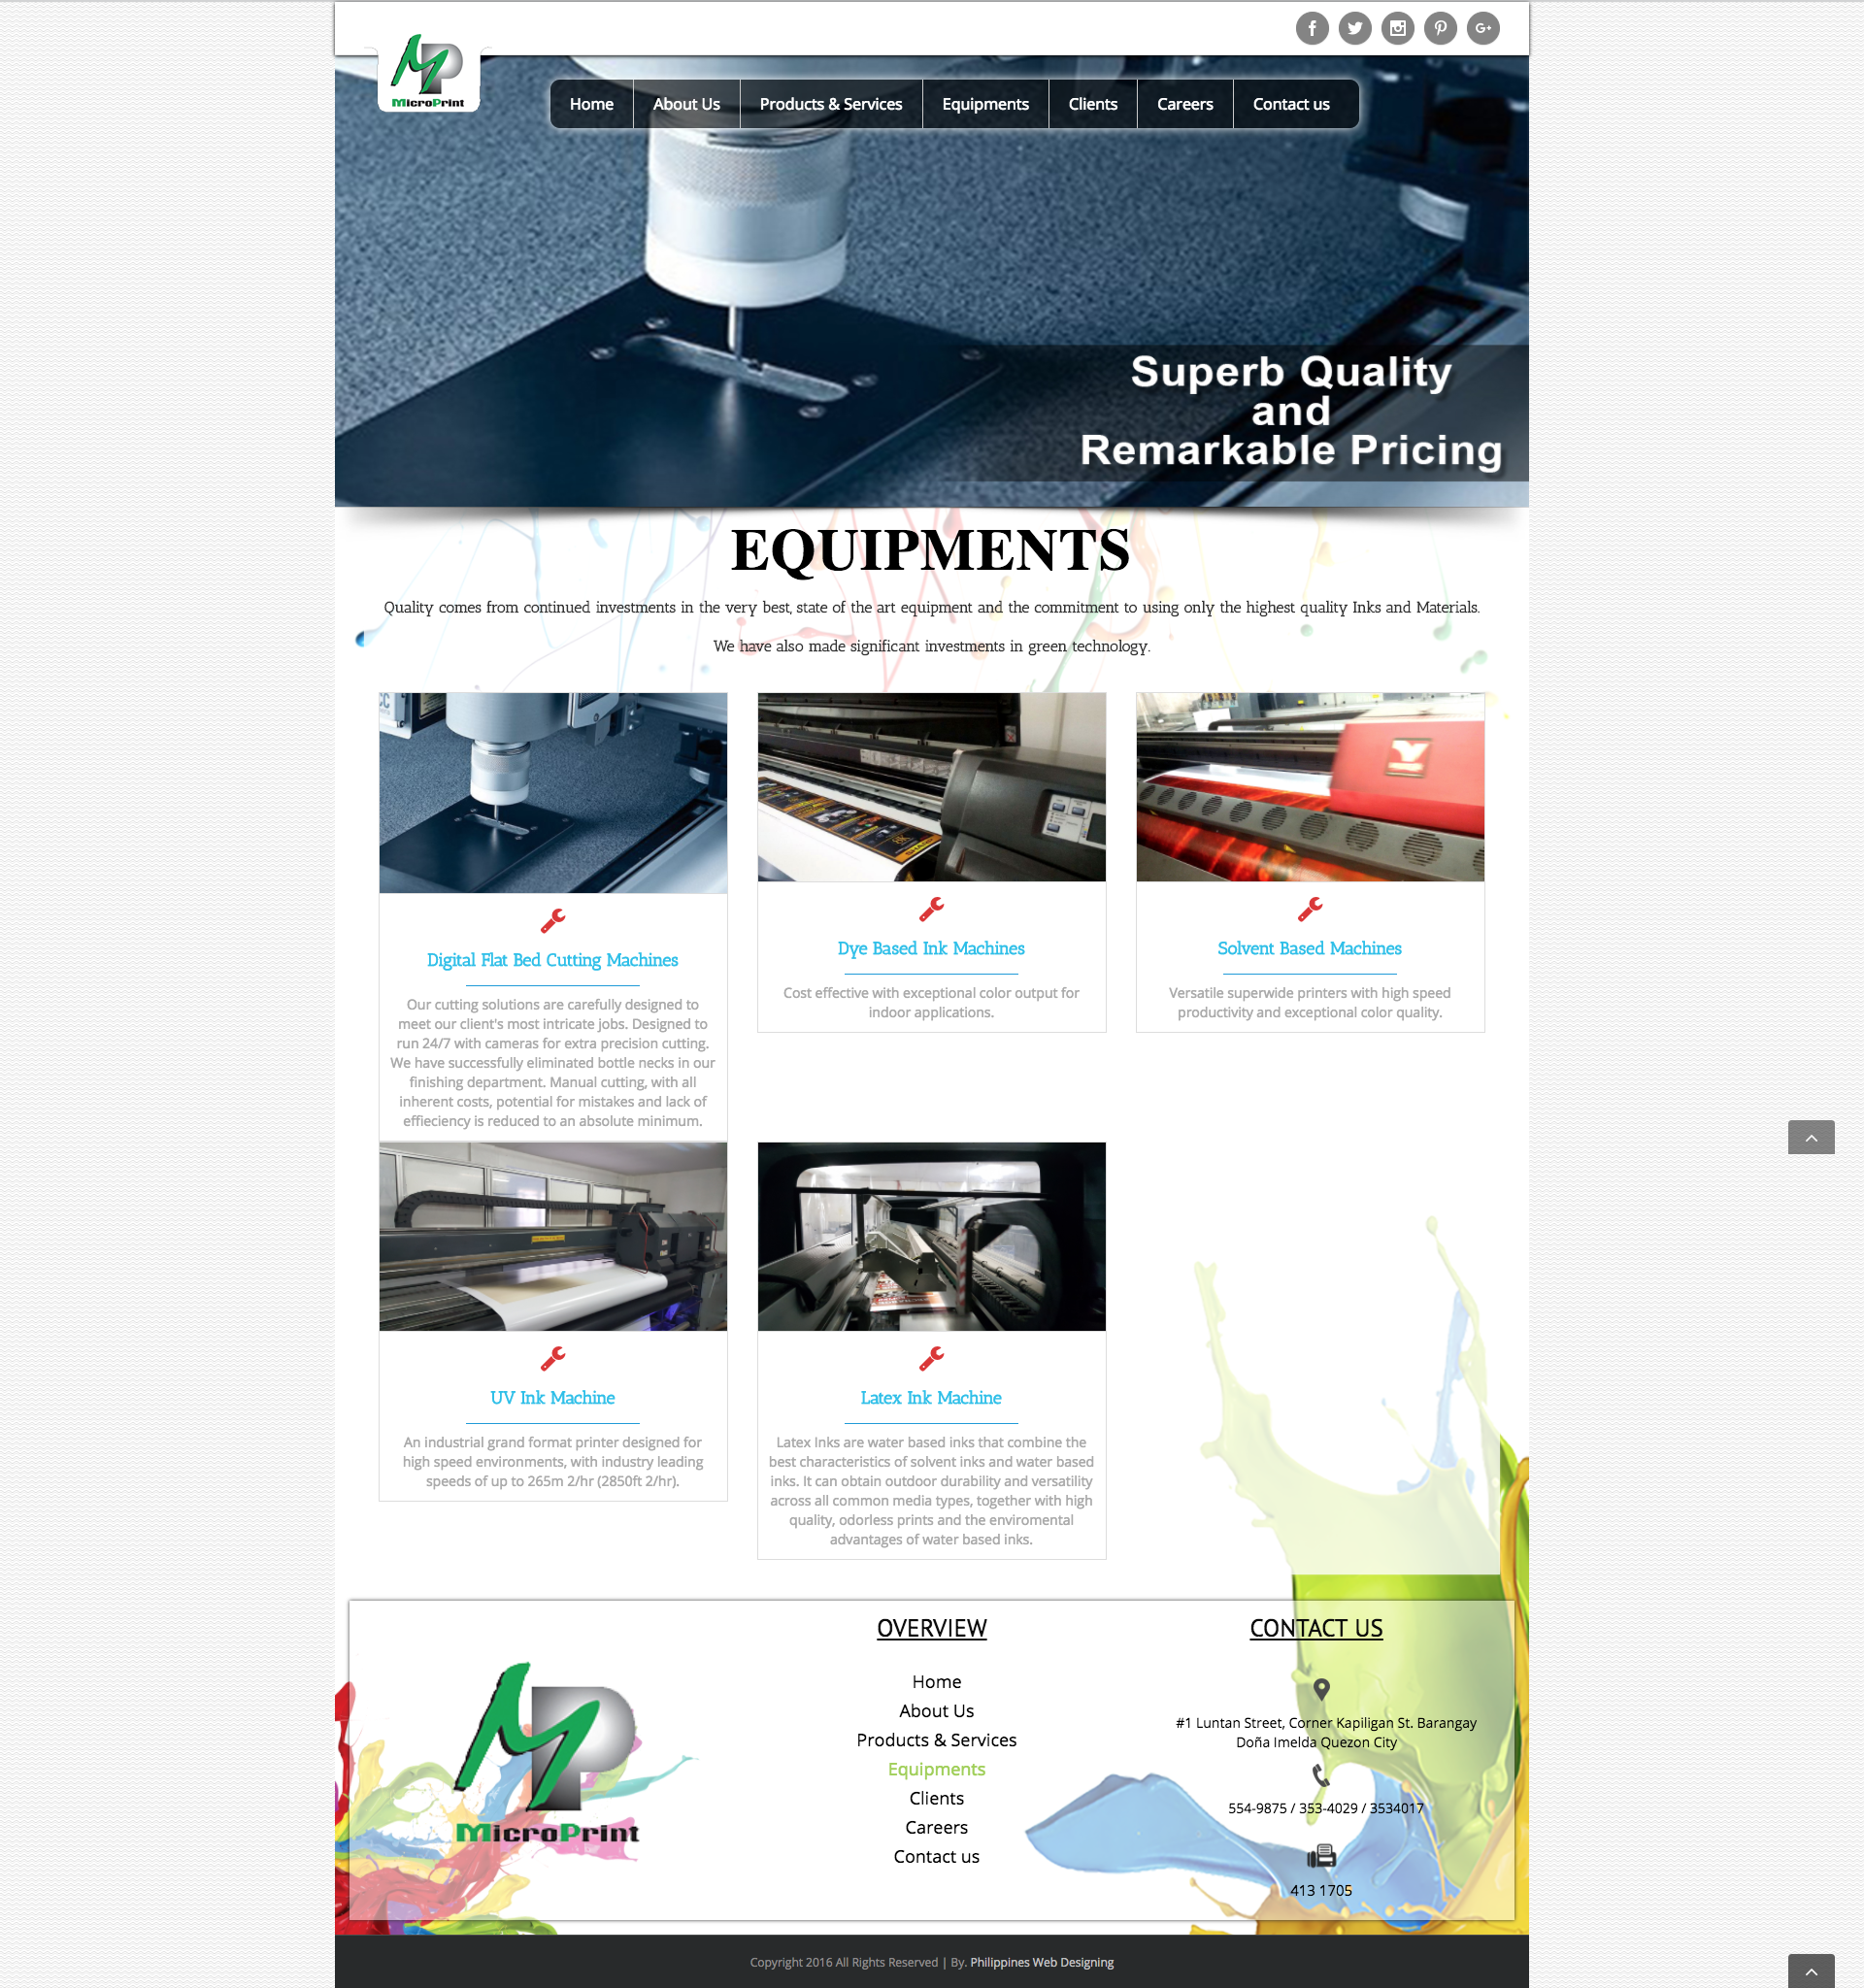 MicroPrint
Home
About Us
Products & Services
Equipments
Clients
Careers
Contact us
Superb Quality
and
Remarkable Pricing
EQUIPMENTS
Quality comes from continued investments in the very best, state of the art equipment and the commitment to using only the highest quality Inks and Materials.
We have also made significant investments in green technology.
Digital Flat Bed Cutting Machines
Our cutting solutions are carefully designed to
meet our client's most intricate jobs. Designed to
run 24/7 with cameras for extra precision cutting.
We have successfully eliminated bottle necks in our
finishing department. Manual cutting, with all
inherent costs, potential for mistakes and lack of
effieciency is reduced to an absolute minimum.
Dye Based Ink Machines
Cost effective with exceptional color output for
indoor applications.
Solvent Based Machines
Versatile superwide printers with high speed
productivity and exceptional color quality.
UV Ink Machine
An industrial grand format printer designed for
high speed environments, with industry leading
speeds of up to 265m 2/hr (2850ft 2/hr).
Latex Ink Machine
Latex Inks are water based inks that combine the
best characteristics of solvent inks and water based
inks. It can obtain outdoor durability and versatility
across all common media types, together with high
quality, odorless prints and the enviromental
advantages of water based inks.
MicroPrint
OVERVIEW
Home
About Us
Products & Services
Equipments
Clients
Careers
Contact us
CONTACT US
#1 Luntan Street, Corner Kapiligan St. Barangay
Doña Imelda Quezon City
554-9875 / 353-4029 / 3534017
413 1705
Copyright 2016 All Rights Reserved | By. Philippines Web Designing